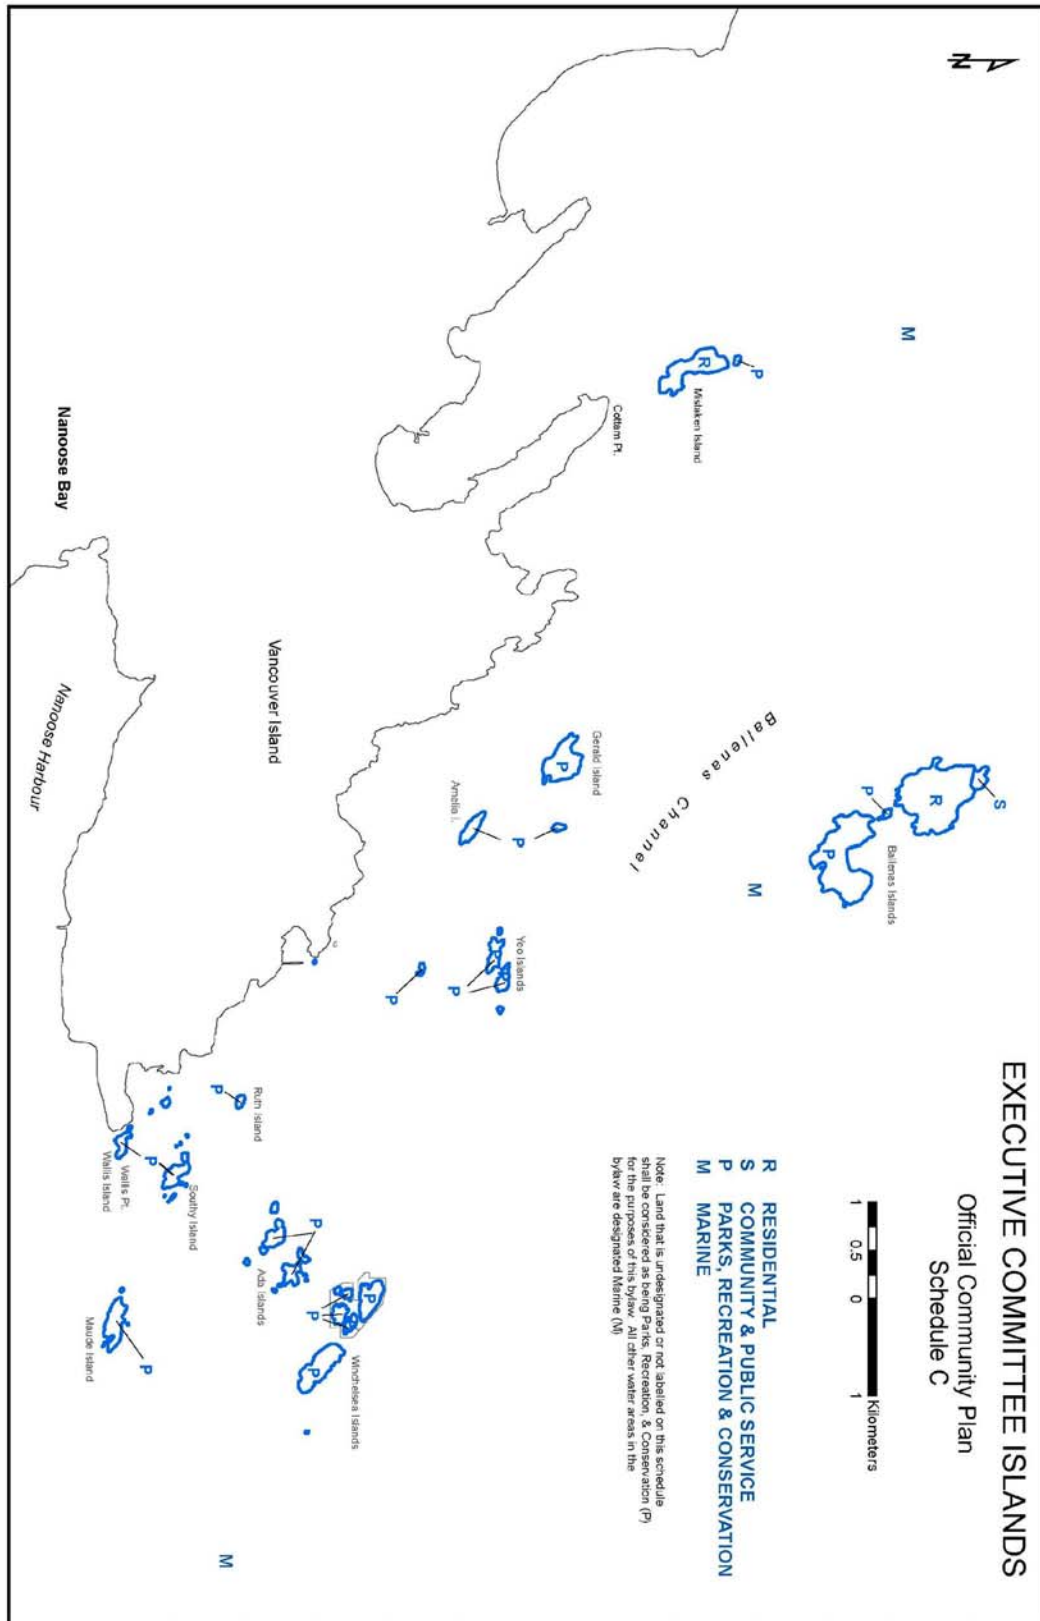 EXECUTIVE COMMITTEE ISLANDS
Official Community Plan
Schedule C
1 0.5 0 1
Kilometers
R RESIDENTIAL
S COMMUNITY & PUBLIC SERVICE
P PARKS, RECREATION & CONSERVATION
M MARINE
Note: Land that is undesignated or not labelled on this schedule
shall be considered as being Parks, Recreation, & Conservation (P)
for the purposes of this bylaw. All other water areas in the
bylaw are designated Marine (M)
N
M
S
R
P
P
Ballenas Islands
M
P
R
Mistaken Island
Ballenas Channel
Cottam Pt.
Gerald Island
P
P
Amelia I.
Yeo Islands
P
P
P
P
Vancouver Island
Nanoose Bay
Nanoose Harbour
Ruth Island
P
Southy Island
P
Wallis Pt.
Wallis Island
P
Ada Islands
P
P
P
Winchelsea Islands
Maude Island
P
M